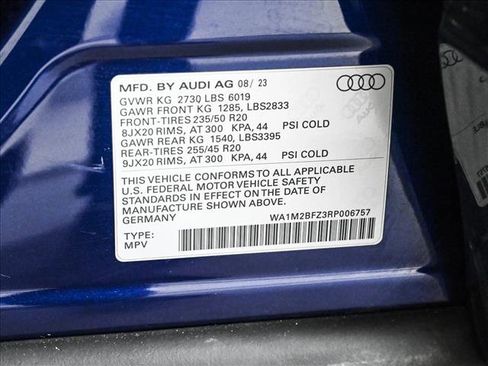 MFD. BY AUDI AG 08/ 23
GVWR KG 2730 LBS 6019
GAWR FRONT KG 1285, LBS2833
FRONT-TIRES 235/50 R20
8JX20 RIMS, AT 300 KPA, 44 PSI COLD
GAWR REAR KG 1540, LBS3395
REAR-TIRES 255/45 R20
9JX20 RIMS, AT 300 KPA, 44 PSI COLD
THIS VEHICLE CONFORMS TO ALL APPLICABLE
U.S. FEDERAL MOTOR VEHICLE SAFETY
STANDARDS IN EFFECT ON THE DATE OF
MANUFACTURE SHOWN ABOVE.
GERMANY
WA1M2BFZ3RP006757
TYPE:
MPV